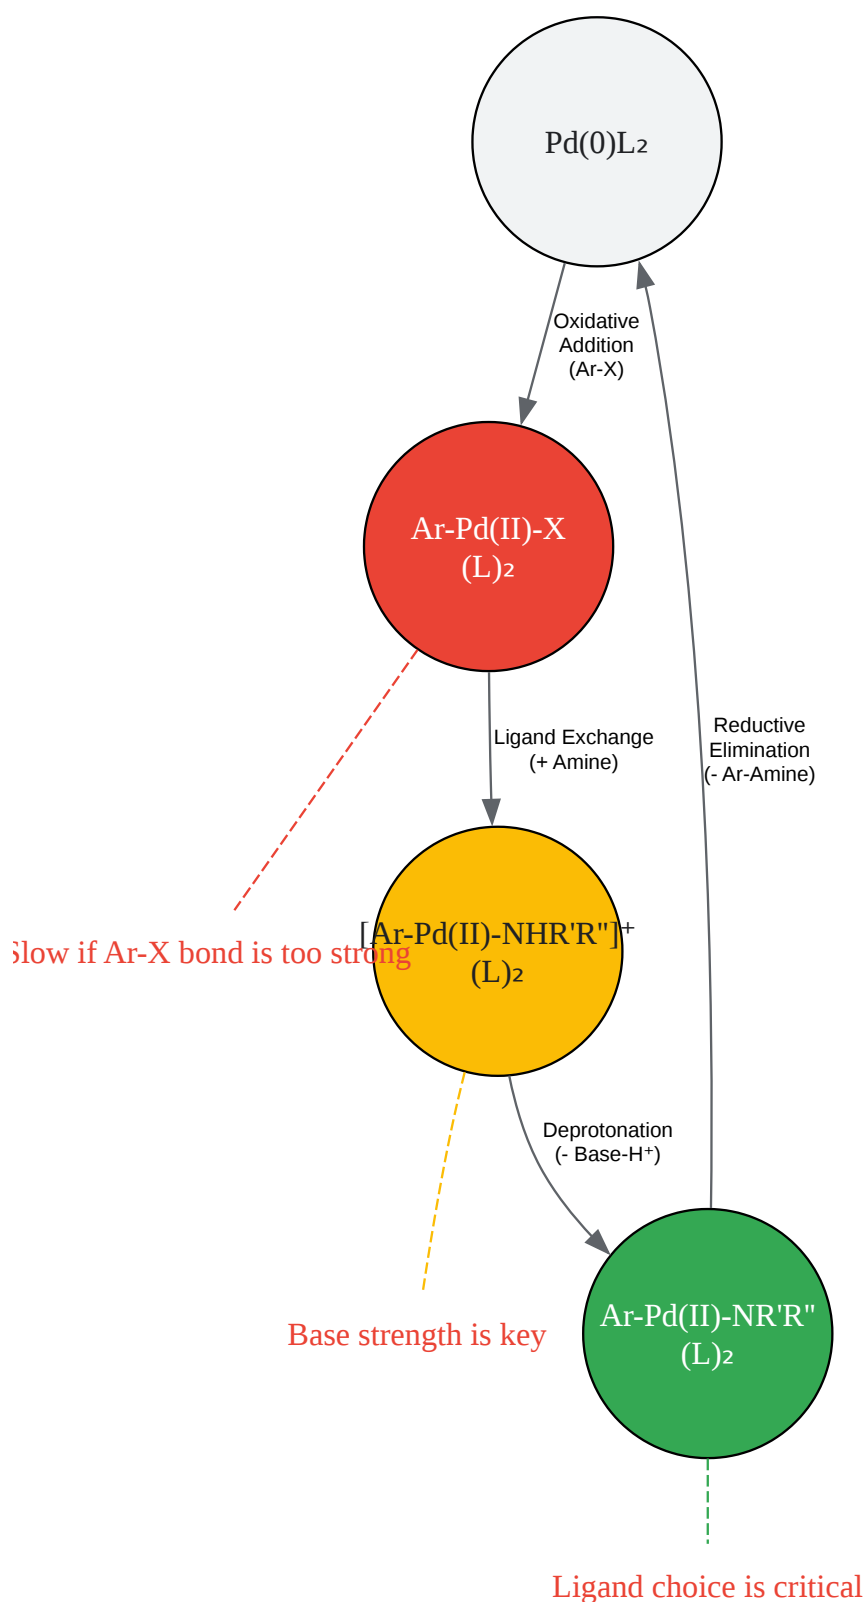 Pd(0)L₂
Oxidative
Addition
(Ar-X)
Ar-Pd(II)-X
(L)₂
Ligand Exchange
(+ Amine)
Reductive
Elimination
(- Ar-Amine)
[Ar-Pd(II)-NHR'R"]⁺
(L)₂
Slow if Ar-X bond is too strong
Deprotonation
(- Base-H⁺)
Base strength is key
Ar-Pd(II)-NR'R"
(L)₂
Ligand choice is critical